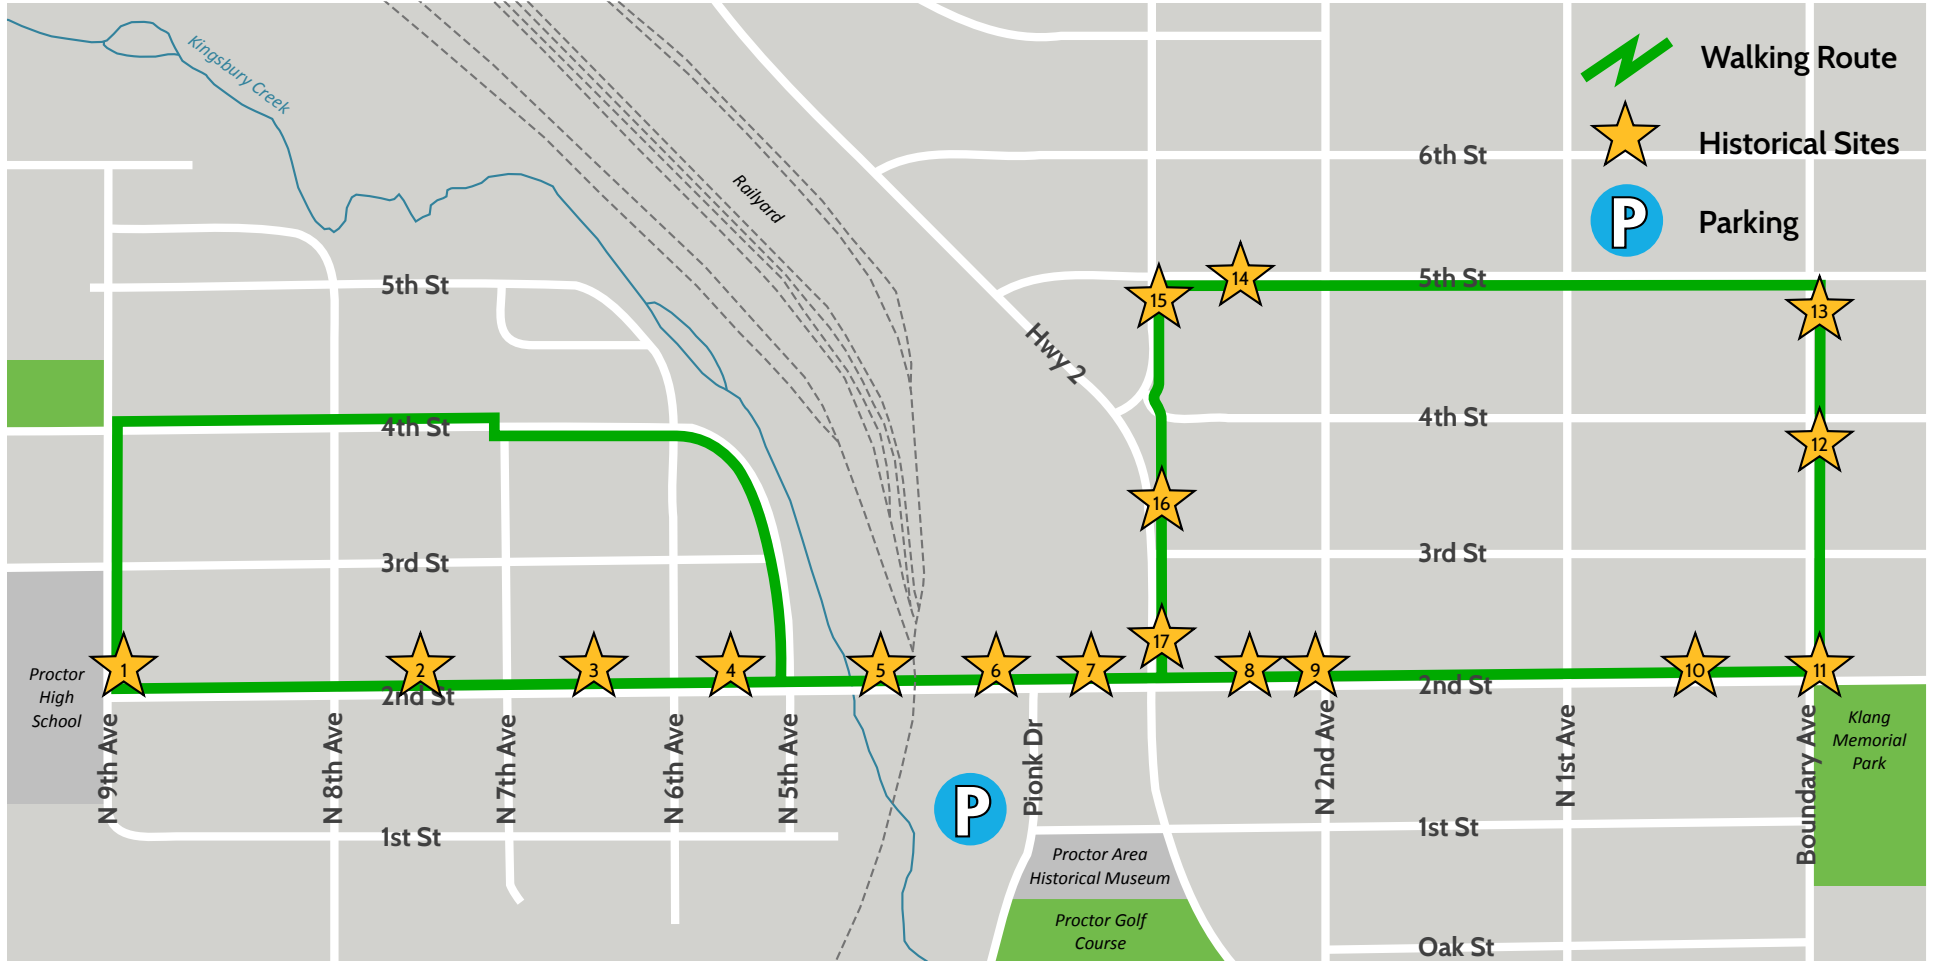 Kingsbury Creek
Railyard
Walking Route
Historical Sites
P
Parking
6th St
5th St
5th St
Hwy 2
4th St
4th St
3rd St
3rd St
14
15
13
12
16
17
1
2
3
4
5
6
7
8
9
10
11
2nd St
2nd St
Proctor
High
School
N 9th Ave
N 8th Ave
N 7th Ave
N 6th Ave
N 5th Ave
Pionk Dr
N 2nd Ave
N 1st Ave
Boundary Ave
Klang
Memorial
Park
P
1st St
1st St
Proctor Area
Historical Museum
Proctor Golf
Course
Oak St